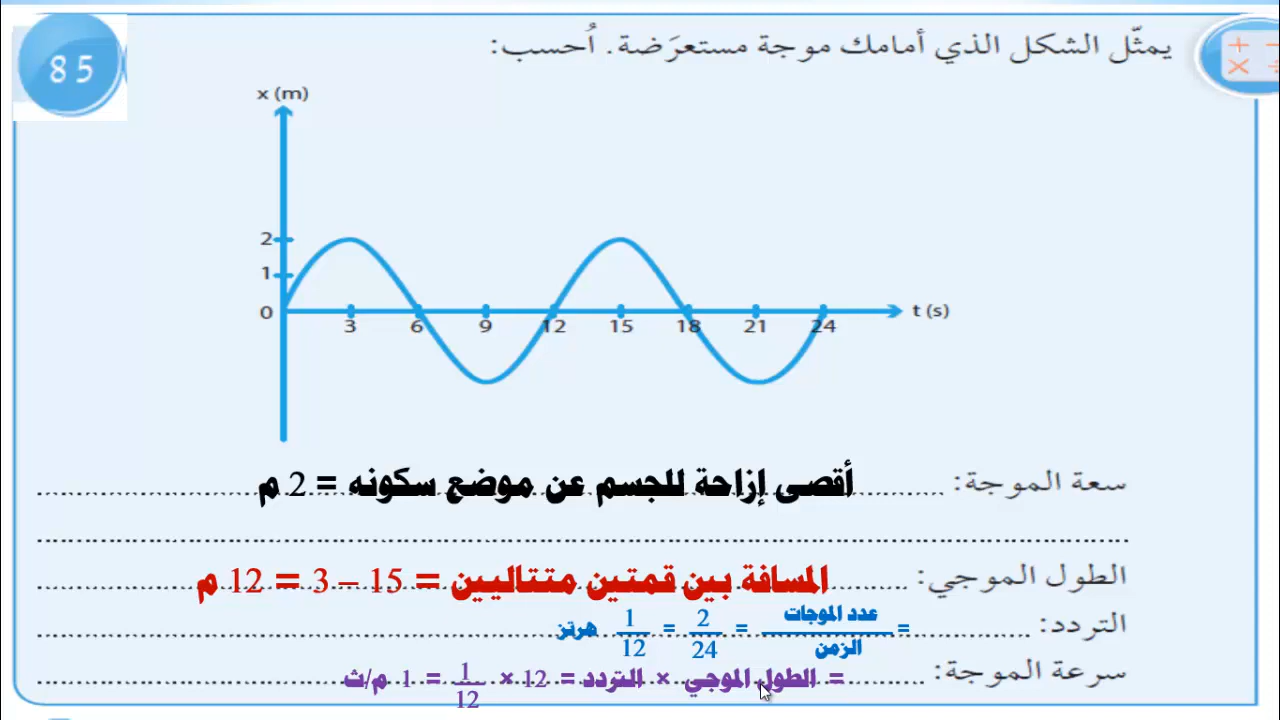 85
يمثّل الشكل الذي أمامك موجة مستعرَضة. اُحسب:
+ −
× ÷
x (m)
2
1
0
3 6 9 12 15 18 21 24
t (s)
سعة الموجة: أقصى إزاحة للجسم عن موضع سكونه = 2 م
الطول الموجي: المسافة بين قمتين متتاليين = 15 – 3 = 12 م
التردد: = عدد الموجات / الزمن = 2/24 = 1/12 هرتز
سرعة الموجة: = الطول الموجي × التردد = 12 × 1/12 = 1 م/ث